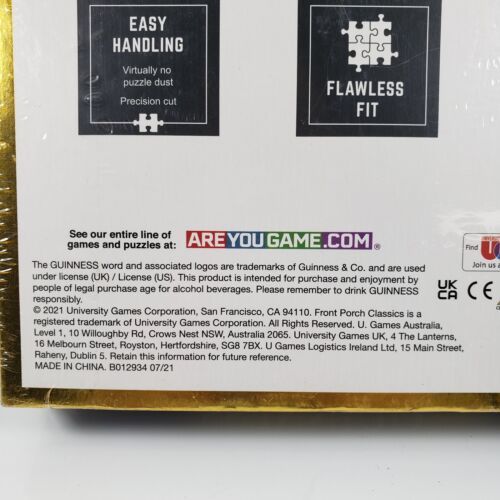 EASY
HANDLING
Virtually no
puzzle dust
Precision cut
FLAWLESS
FIT
See our entire line of
games and puzzles at:
AREYOUGAME.COM®
Find
Join us a
The GUINNESS word and associated logos are trademarks of Guinness & Co. and are used
under license (UK) / License (US). This product is intended for purchase and enjoyment by
people of legal purchase age for alcohol beverages. Please remember to drink GUINNESS
responsibly.
© 2021 University Games Corporation, San Francisco, CA 94110. Front Porch Classics is a
registered trademark of University Games Corporation. All Rights Reserved. U. Games Australia,
Level 1, 10 Willoughby Rd, Crows Nest NSW, Australia 2065. University Games UK, 4 The Lanterns,
16 Melbourn Street, Royston, Hertfordshire, SG8 7BX. U Games Logistics Ireland Ltd, 15 Main Street,
Raheny, Dublin 5. Retain this information for future reference.
MADE IN CHINA. B012934 07/21
UK
CA
CE